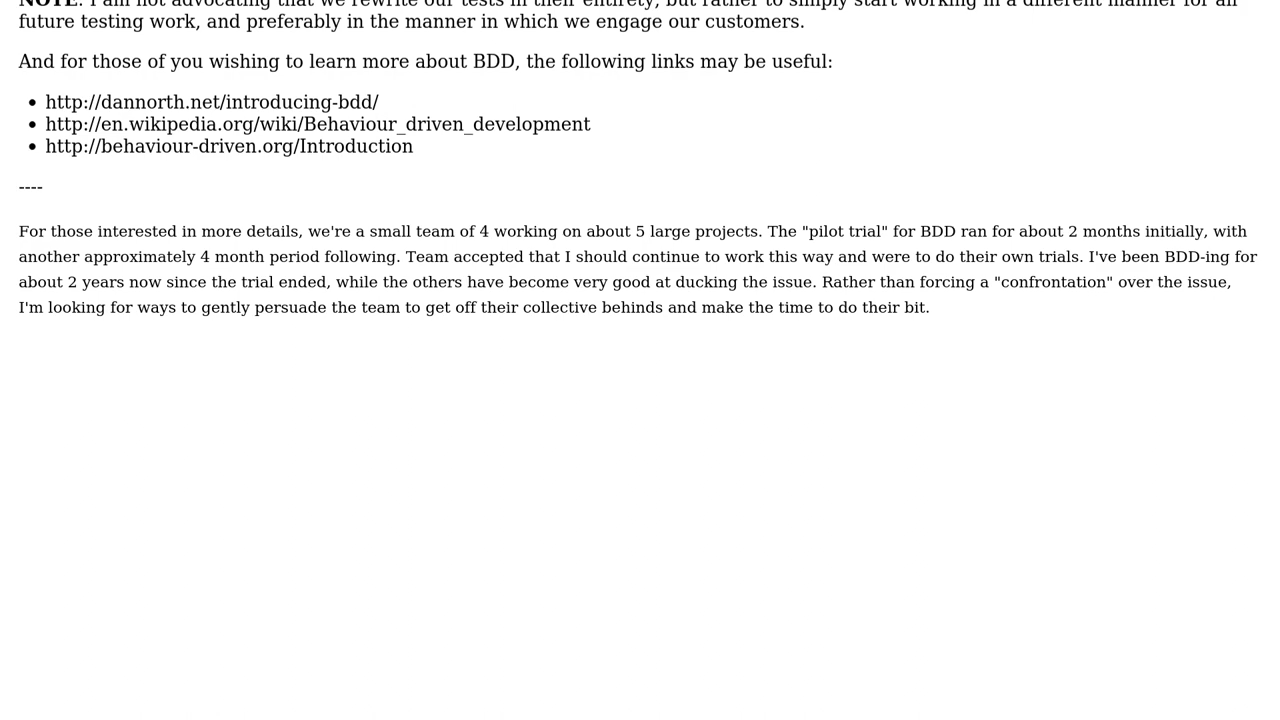 NOTE: I am not advocating that we rewrite our tests in their entirety, but rather to simply start working in a different manner for all
future testing work, and preferably in the manner in which we engage our customers.
And for those of you wishing to learn more about BDD, the following links may be useful:
• http://dannorth.net/introducing-bdd/
• http://en.wikipedia.org/wiki/Behaviour_driven_development
• http://behaviour-driven.org/Introduction
----
For those interested in more details, we're a small team of 4 working on about 5 large projects. The "pilot trial" for BDD ran for about 2 months initially, with
another approximately 4 month period following. Team accepted that I should continue to work this way and were to do their own trials. I've been BDD-ing for
about 2 years now since the trial ended, while the others have become very good at ducking the issue. Rather than forcing a "confrontation" over the issue,
I'm looking for ways to gently persuade the team to get off their collective behinds and make the time to do their bit.